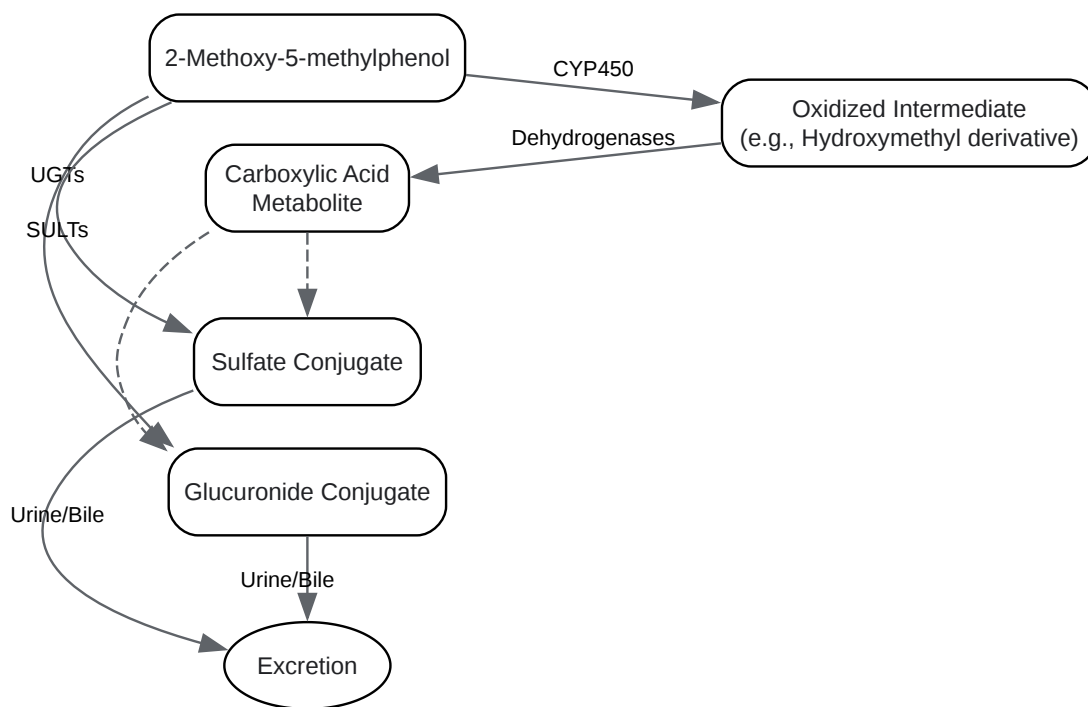 2-Methoxy-5-methylphenol
CYP450
Oxidized Intermediate
(e.g., Hydroxymethyl derivative)
Dehydrogenases
Carboxylic Acid
Metabolite
UGTs
SULTs
Sulfate Conjugate
Glucuronide Conjugate
Urine/Bile
Urine/Bile
Excretion